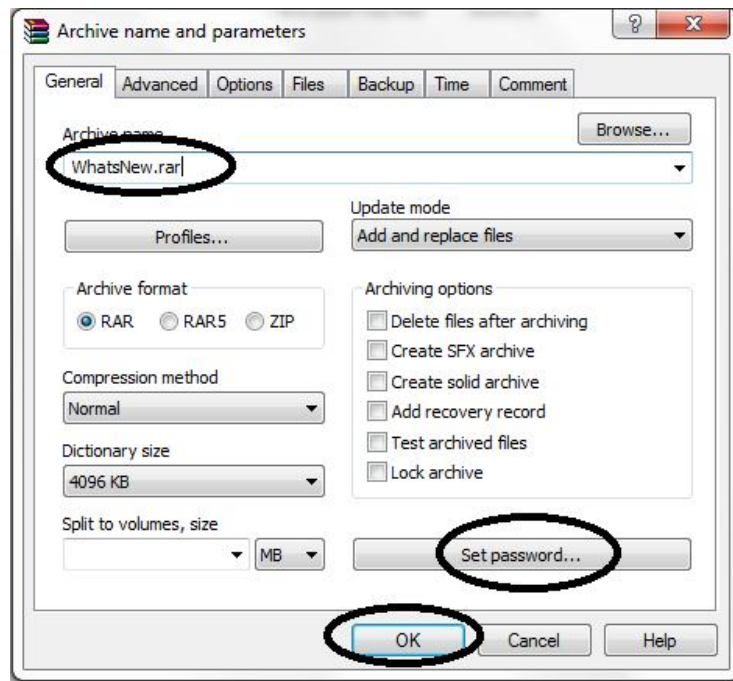 Archive name and parameters
General Advanced Options Files Backup Time Comment
Archive name
Browse...
WhatsNew.rar
Update mode
Profiles...
Add and replace files
Archive format
RAR RAR5 ZIP
Archiving options
Delete files after archiving
Create SFX archive
Create solid archive
Add recovery record
Test archived files
Lock archive
Compression method
Normal
Dictionary size
4096 KB
Split to volumes, size
MB
Set password...
OK Cancel Help